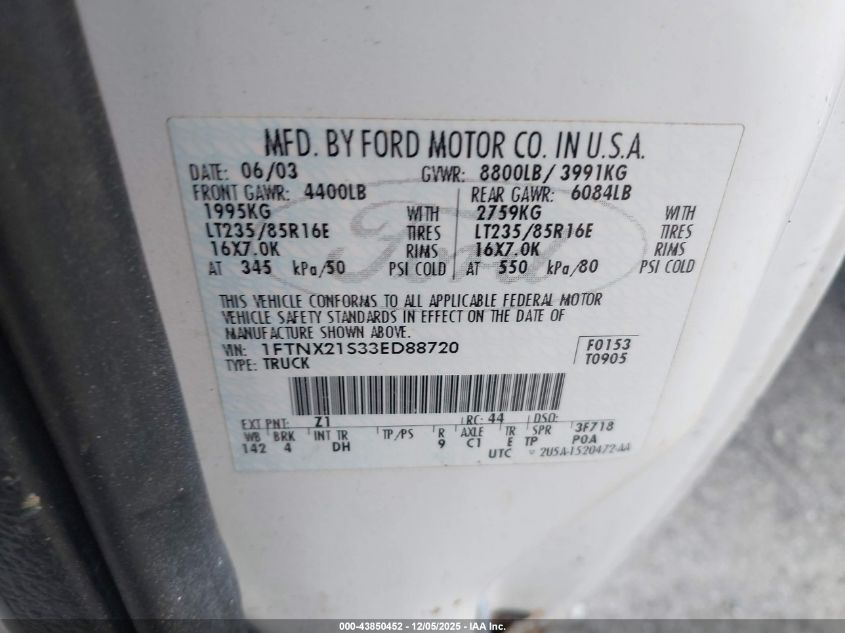 MFD. BY FORD MOTOR CO. IN U.S.A.
DATE: 06/03 GVWR: 8800LB/ 3991KG
FRONT GAWR: 4400LB REAR GAWR: 6084LB
1995KG WITH 2759KG WITH
LT235/85R16E TIRES LT235/85R16E TIRES
16X7.0K RIMS 16X7.0K RIMS
AT 345 kPa/50 PSI COLD AT 550 kPa/80 PSI COLD
Ford
THIS VEHICLE CONFORMS TO ALL APPLICABLE FEDERAL MOTOR
VEHICLE SAFETY STANDARDS IN EFFECT ON THE DATE OF
MANUFACTURE SHOWN ABOVE.
VIN: 1FTNX21S33ED88720 F0153
TYPE: TRUCK T0905
EXT PNT: Z1 RC: 44 DSO:
WB BRK INT TR TP/PS R AXLE TR SPR 3F718
142 4 DH 9 C1 E TP POA
UTC 2U5A-1520472-AA
000-43850452 - 12/05/2025 - IAA Inc.